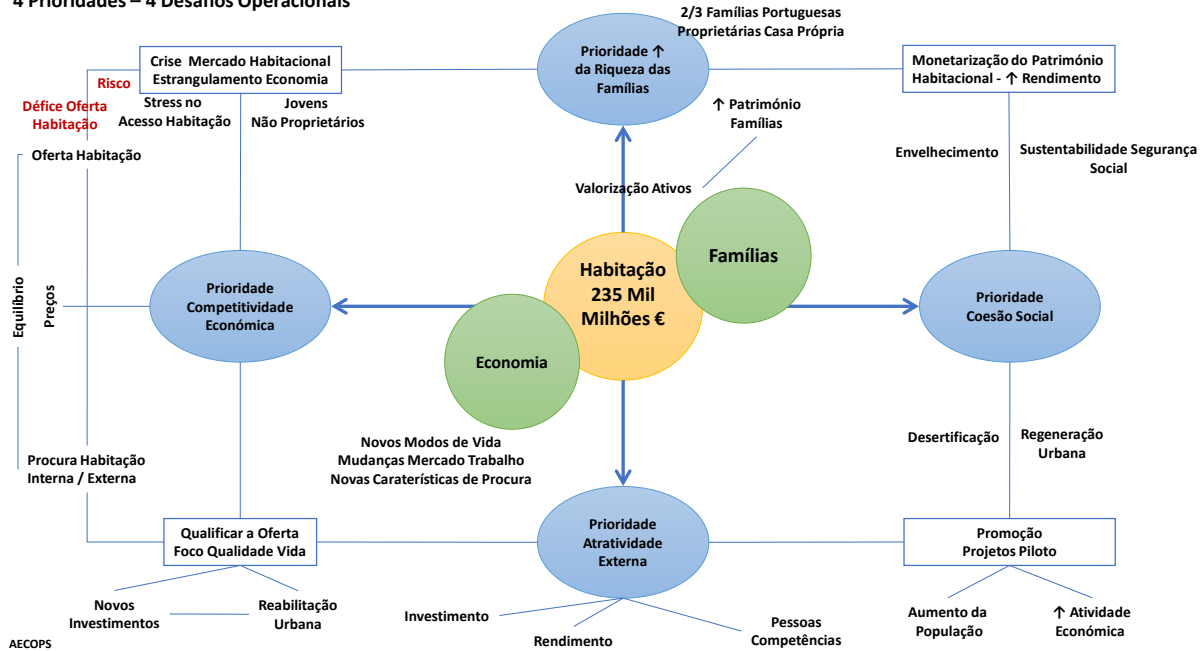 4 Prioridades – 4 Desafios Operacionais
2/3 Famílias Portuguesas
Proprietárias Casa Própria
Crise Mercado Habitacional
Estrangulamento Economia
Prioridade ↑
da Riqueza das
Famílias
Monetarização do Património
Habitacional - ↑ Rendimento
Risco
Défice Oferta
Habitação
Stress no
Acesso Habitação
Jovens
Não Proprietários
↑ Património
Famílias
Oferta Habitação
Envelhecimento
Sustentabilidade Segurança
Social
Valorização Ativos
Famílias
Habitação
235 Mil
Milhões €
Equilíbrio
Preços
Prioridade
Competitividade
Económica
Prioridade
Coesão Social
Economia
Novos Modos de Vida
Mudanças Mercado Trabalho
Novas Caraterísticas de Procura
Desertificação
Regeneração
Urbana
Procura Habitação
Interna / Externa
Qualificar a Oferta
Foco Qualidade Vida
Prioridade
Atratividade
Externa
Promoção
Projetos Piloto
Novos
Investimentos
Reabilitação
Urbana
Investimento
Rendimento
Pessoas
Competências
Aumento da
População
↑ Atividade
Económica
AECOPS